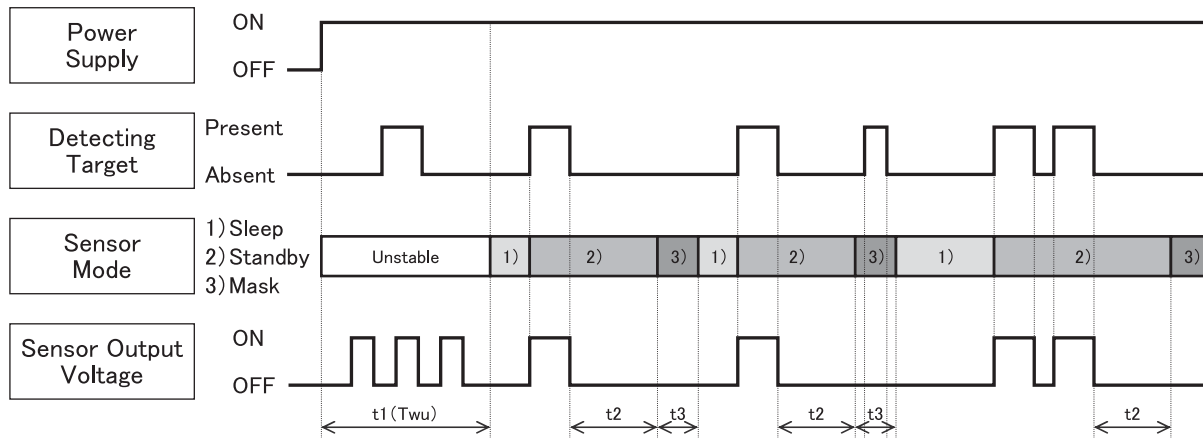 Power
Supply
ON
OFF
Detecting
Target
Present
Absent
Sensor
Mode
1)Sleep
2)Standby
3)Mask
Unstable
1)
2)
3)
1)
2)
3)
1)
2)
3)
Sensor Output
Voltage
ON
OFF
t1(Twu)
t2
t3
t2
t3
t2